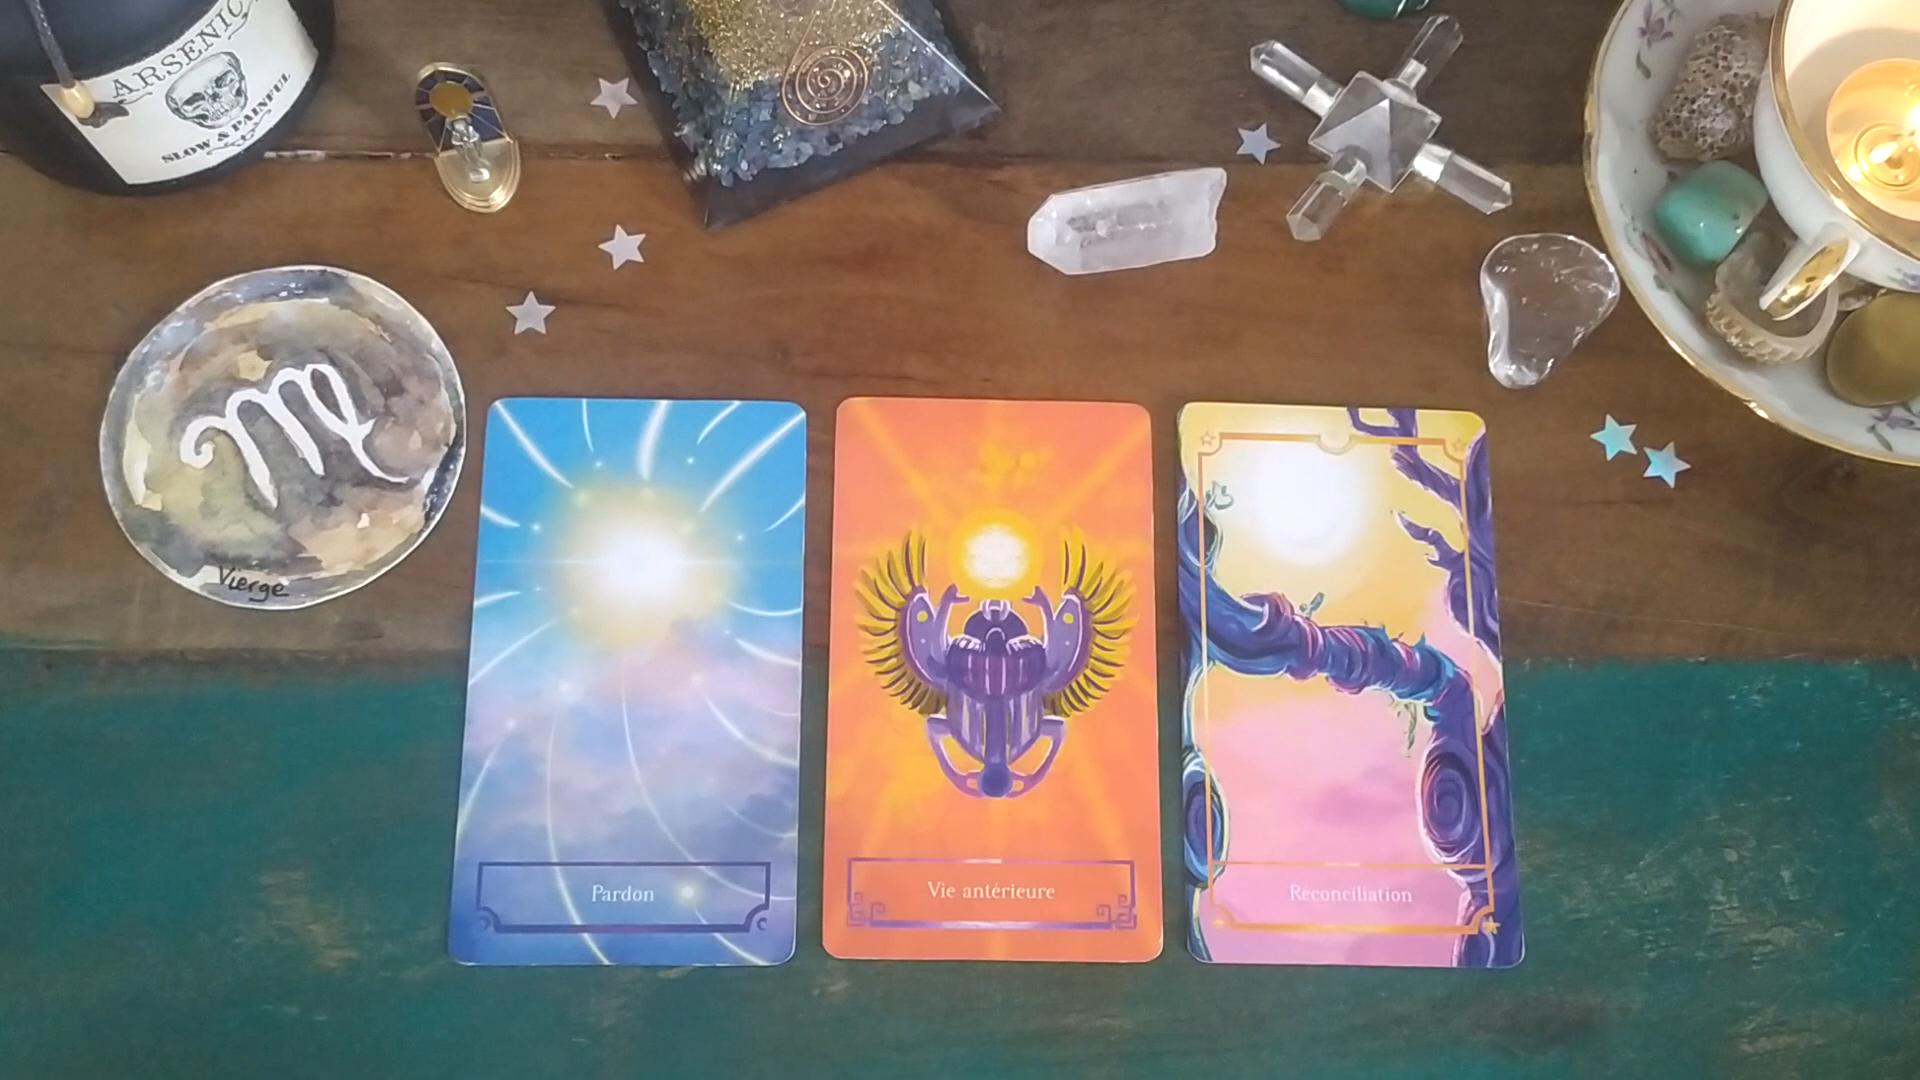 ARSENIC
SLOW & PAINFUL
Vierge
Pardon
Vie antérieure
Reconciliation